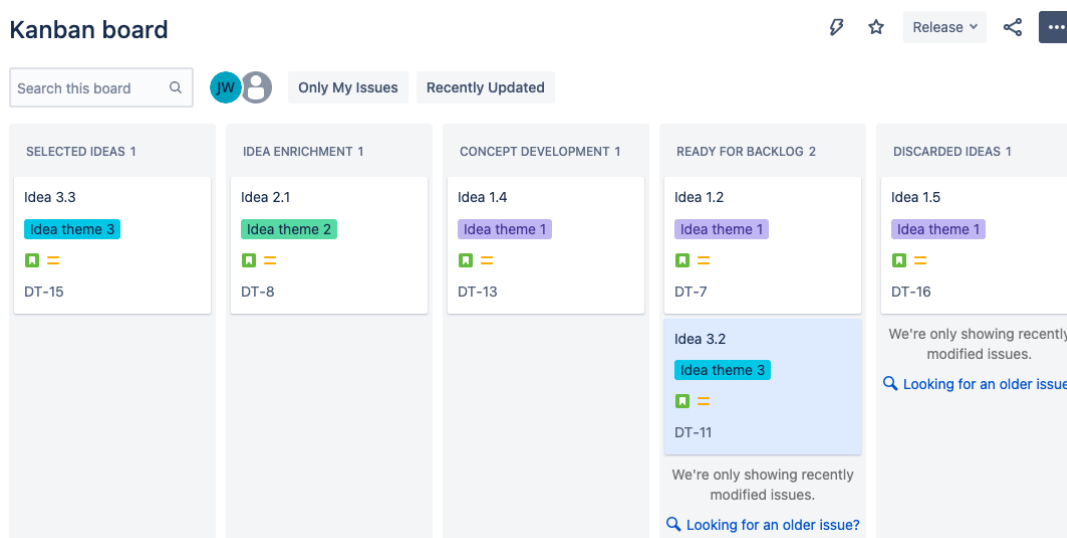 Kanban board
Release
Search this board
JW
Only My Issues
Recently Updated
SELECTED IDEAS 1
Idea 3.3
Idea theme 3
DT-15
IDEA ENRICHMENT 1
Idea 2.1
Idea theme 2
DT-8
CONCEPT DEVELOPMENT 1
Idea 1.4
Idea theme 1
DT-13
READY FOR BACKLOG 2
Idea 1.2
Idea theme 1
DT-7
Idea 3.2
Idea theme 3
DT-11
We're only showing recently
modified issues.
Looking for an older issue?
DISCARDED IDEAS 1
Idea 1.5
Idea theme 1
DT-16
We're only showing recently
modified issues.
Looking for an older issue